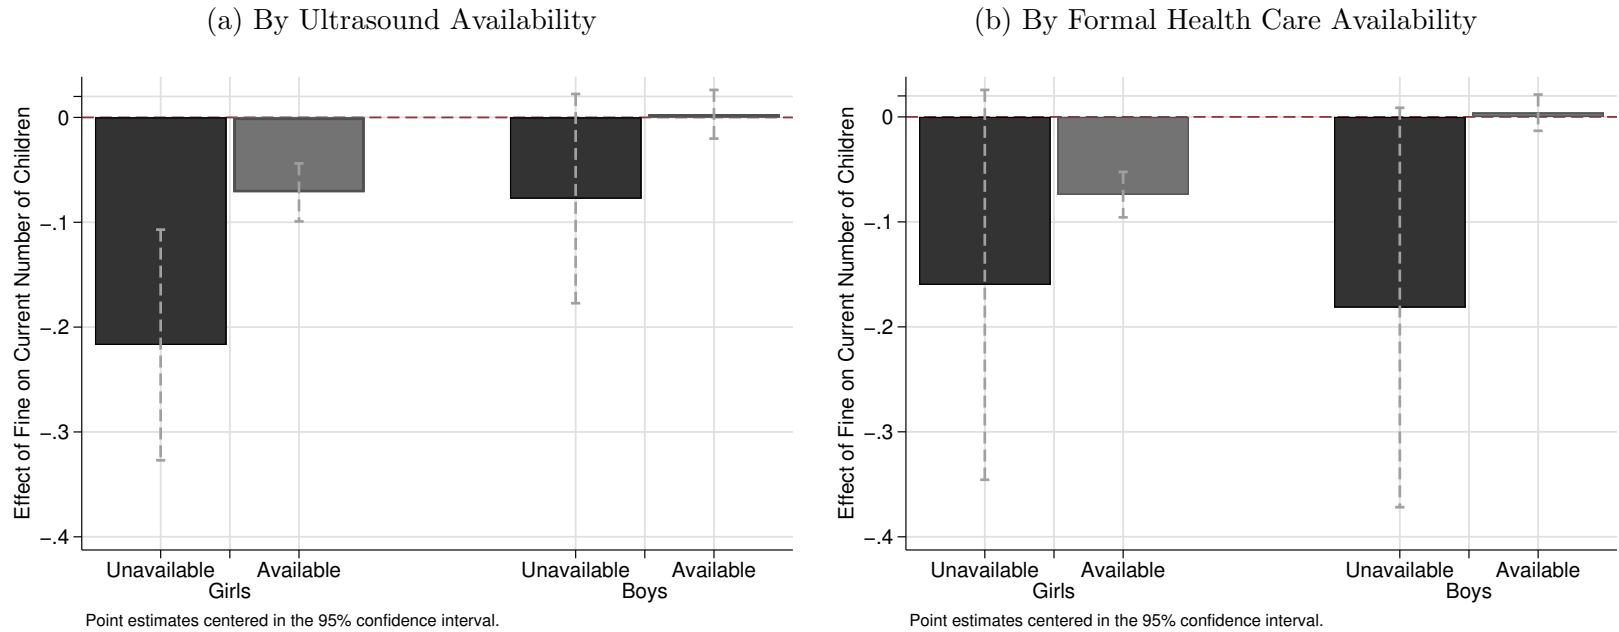 (a) By Ultrasound Availability
Effect of Fine on Current Number of Children
0
−.1
−.2
−.3
−.4
Unavailable Available Unavailable Available
Girls Boys
Point estimates centered in the 95% confidence interval.
(b) By Formal Health Care Availability
Effect of Fine on Current Number of Children
0
−.1
−.2
−.3
−.4
Unavailable Available Unavailable Available
Girls Boys
Point estimates centered in the 95% confidence interval.